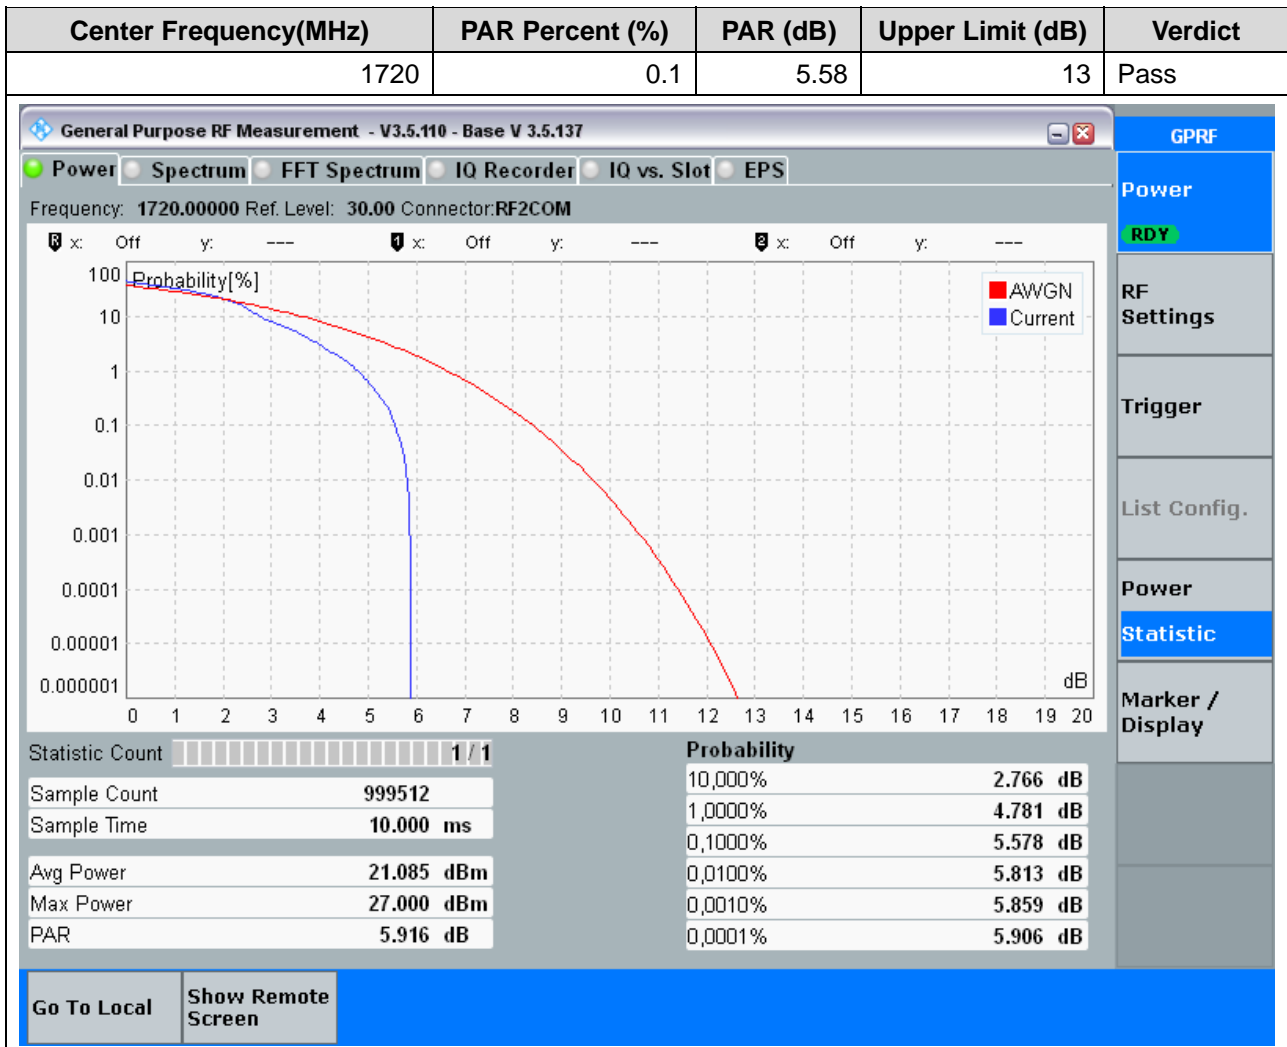 Center Frequency(MHz) PAR Percent (%) PAR (dB) Upper Limit (dB) Verdict
1720 0.1 5.58 13 Pass
General Purpose RF Measurement - V3.5.110 - Base V 3.5.137
Power Spectrum FFT Spectrum IQ Recorder IQ vs. Slot EPS
Frequency: 1720.00000 Ref. Level: 30.00 Connector:RF2COM
R x: Off y: --- 1 x: Off y: --- 2 x: Off y: ---
Probability[%]
100
10
1
0.1
0.01
0.001
0.0001
0.00001
0.000001
AWGN
Current
dB
0 1 2 3 4 5 6 7 8 9 10 11 12 13 14 15 16 17 18 19 20
Statistic Count 1 / 1
Sample Count 999512
Sample Time 10.000 ms
Avg Power 21.085 dBm
Max Power 27.000 dBm
PAR 5.916 dB
Probability
10,000% 2.766 dB
1,0000% 4.781 dB
0,1000% 5.578 dB
0,0100% 5.813 dB
0,0010% 5.859 dB
0,0001% 5.906 dB
GPRF
Power
RDY
RF
Settings
Trigger
List Config.
Power
Statistic
Marker /
Display
Go To Local
Show Remote
Screen